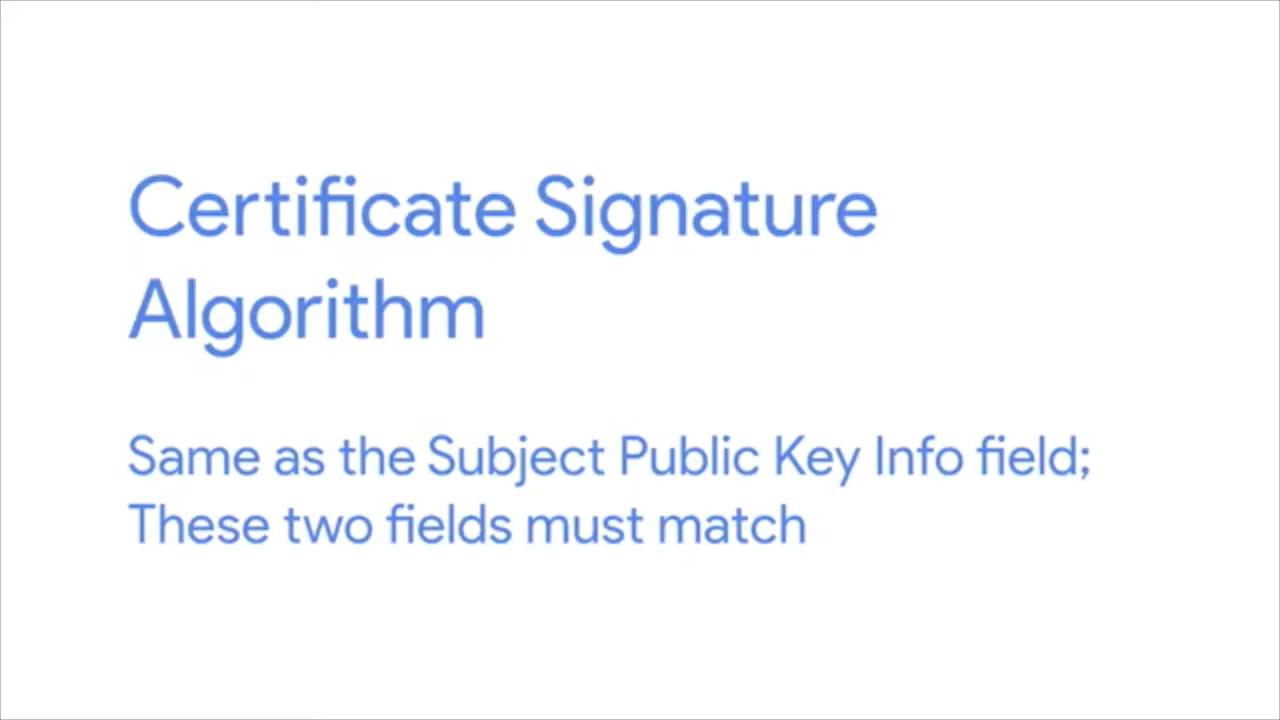 Certificate Signature
Algorithm
Same as the Subject Public Key Info field;
These two fields must match